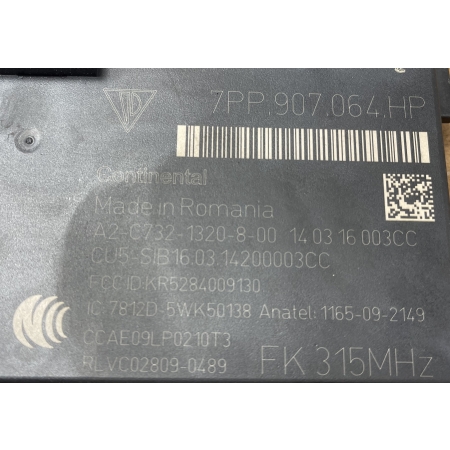 7PP.907.064.HP
Continental
Made in Romania
A2-C732-1320-8-00 14 03 16 003CC
CU5-SIB 16.03.14200003CC
FCC ID: KR5284009130
IC: 7812D-5WK50138 Anatel: 1165-09-2149
CCAE09LP0210T3
RLVC02809-0489
FK 315MHz